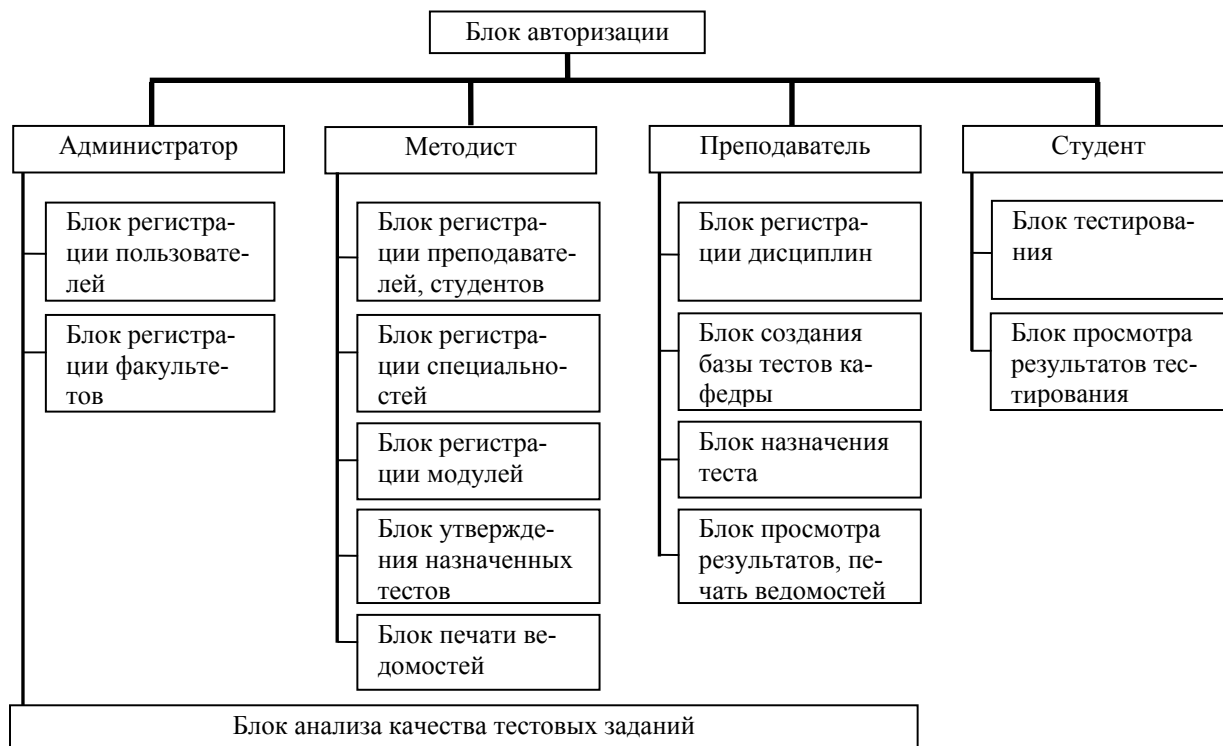 Блок авторизации
Администратор
Методист
Преподаватель
Студент
Блок регистра-
ции пользовате-
лей
Блок регистра-
ции факульте-
тов
Блок регистра-
ции преподавате-
лей, студентов
Блок регистра-
ции специально-
стей
Блок регистра-
ции модулей
Блок утвержде-
ния назначенных
тестов
Блок печати ве-
домостей
Блок регистра-
ции дисциплин
Блок создания
базы тестов ка-
федры
Блок назначения
теста
Блок просмотра
результатов, пе-
чать ведомостей
Блок тестирова-
ния
Блок просмотра
результатов тес-
тирования
Блок анализа качества тестовых заданий